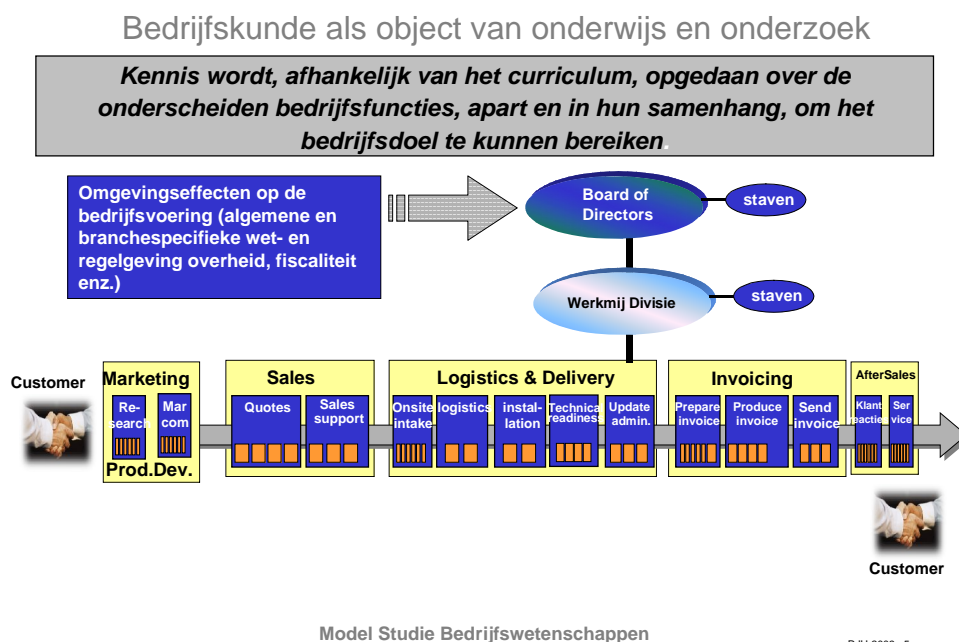 Bedrijfskunde als object van onderwijs en onderzoek
Kennis wordt, afhankelijk van het curriculum, opgedaan over de
onderscheiden bedrijfsfuncties, apart en in hun samenhang, om het
bedrijfsdoel te kunnen bereiken.
Omgevingseffecten op de
bedrijfsvoering (algemene en
branchespecifieke wet- en
regelgeving overheid, fiscaliteit
enz.)
Board of
Directors
staven
Werkmij Divisie
staven
Customer
Marketing
Re-
search
Mar
com
Prod.Dev.
Sales
Quotes
Sales
support
Logistics & Delivery
Onsite
intake
logistics
instal-
lation
Technica
readiness
Update
admin.
Invoicing
Prepare
invoice
Produce
invoice
Send
invoice
AfterSales
Klant
reactie
Ser
vice
Customer
Model Studie Bedrijfswetenschappen